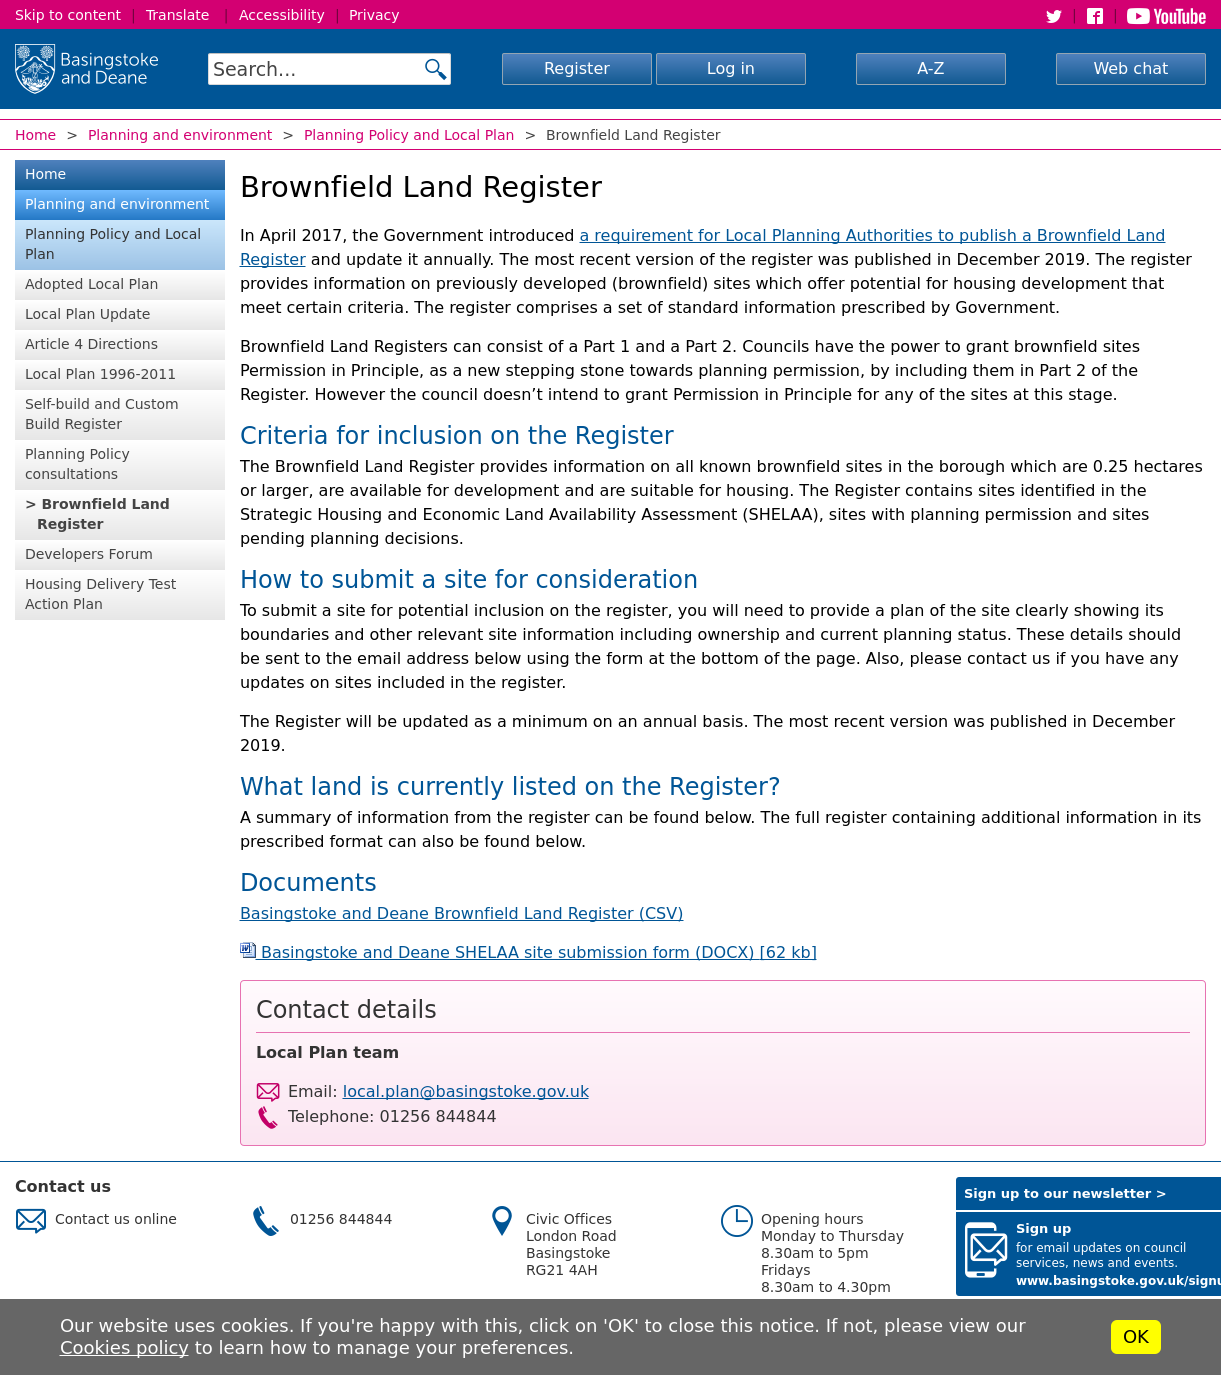 Skip to content | Translate | Accessibility | Privacy
YouTube
Basingstoke
and Deane
Search...
Register
Log in
A-Z
Web chat
Home > Planning and environment > Planning Policy and Local Plan > Brownfield Land Register
Home
Planning and environment
Planning Policy and Local
Plan
Adopted Local Plan
Local Plan Update
Article 4 Directions
Local Plan 1996-2011
Self-build and Custom
Build Register
Planning Policy
consultations
> Brownfield Land
Register
Developers Forum
Housing Delivery Test
Action Plan
Brownfield Land Register
In April 2017, the Government introduced a requirement for Local Planning Authorities to publish a Brownfield Land
Register and update it annually. The most recent version of the register was published in December 2019. The register
provides information on previously developed (brownfield) sites which offer potential for housing development that
meet certain criteria. The register comprises a set of standard information prescribed by Government.
Brownfield Land Registers can consist of a Part 1 and a Part 2. Councils have the power to grant brownfield sites
Permission in Principle, as a new stepping stone towards planning permission, by including them in Part 2 of the
Register. However the council doesn’t intend to grant Permission in Principle for any of the sites at this stage.
Criteria for inclusion on the Register
The Brownfield Land Register provides information on all known brownfield sites in the borough which are 0.25 hectares
or larger, are available for development and are suitable for housing. The Register contains sites identified in the
Strategic Housing and Economic Land Availability Assessment (SHELAA), sites with planning permission and sites
pending planning decisions.
How to submit a site for consideration
To submit a site for potential inclusion on the register, you will need to provide a plan of the site clearly showing its
boundaries and other relevant site information including ownership and current planning status. These details should
be sent to the email address below using the form at the bottom of the page. Also, please contact us if you have any
updates on sites included in the register.
The Register will be updated as a minimum on an annual basis. The most recent version was published in December
2019.
What land is currently listed on the Register?
A summary of information from the register can be found below. The full register containing additional information in its
prescribed format can also be found below.
Documents
Basingstoke and Deane Brownfield Land Register (CSV)
Basingstoke and Deane SHELAA site submission form (DOCX) [62 kb]
Contact details
Local Plan team
Email: local.plan@basingstoke.gov.uk
Telephone: 01256 844844
Contact us
Contact us online
01256 844844
Civic Offices
London Road
Basingstoke
RG21 4AH
Opening hours
Monday to Thursday
8.30am to 5pm
Fridays
8.30am to 4.30pm
Sign up to our newsletter >
Sign up
for email updates on council
services, news and events.
www.basingstoke.gov.uk/signu
Our website uses cookies. If you're happy with this, click on 'OK' to close this notice. If not, please view our
Cookies policy to learn how to manage your preferences.
OK